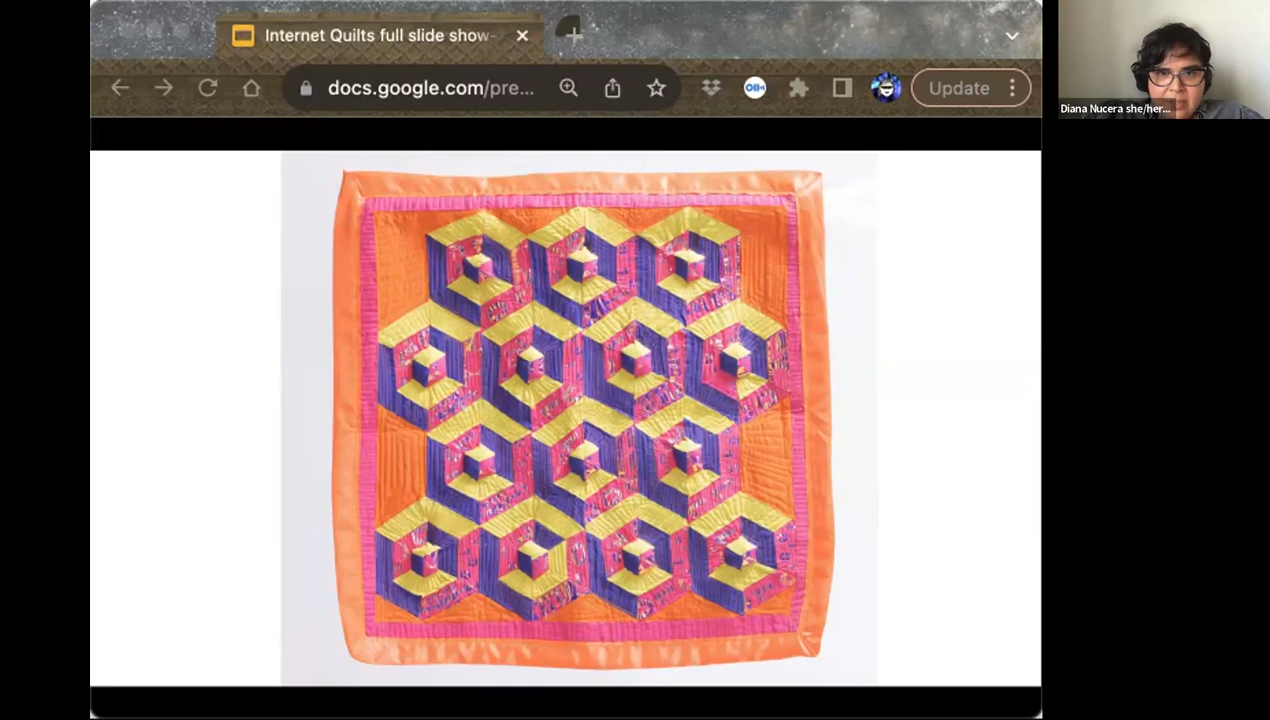 Internet Quilts full slide show-
docs.google.com/pre...
Update
Diana Nucera she/her...